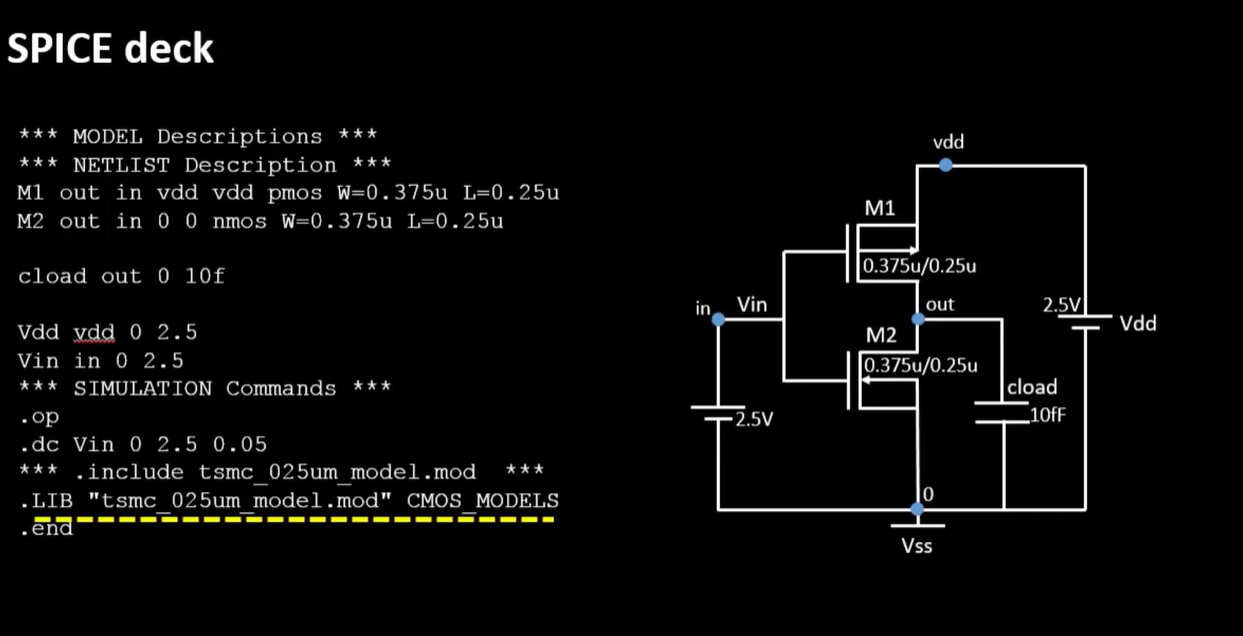 SPICE deck
*** MODEL Descriptions ***
*** NETLIST Description ***
M1 out in vdd vdd pmos W=0.375u L=0.25u
M2 out in 0 0 nmos W=0.375u L=0.25u
cload out 0 10f
Vdd vdd 0 2.5
Vin in 0 2.5
*** SIMULATION Commands ***
.op
.dc Vin 0 2.5 0.05
*** .include tsmc_025um_model.mod ***
.LIB "tsmc_025um_model.mod" CMOS_MODELS
.end
vdd
M1
0.375u/0.25u
in
Vin
out
2.5V
Vdd
M2
0.375u/0.25u
cload
10fF
2.5V
0
Vss